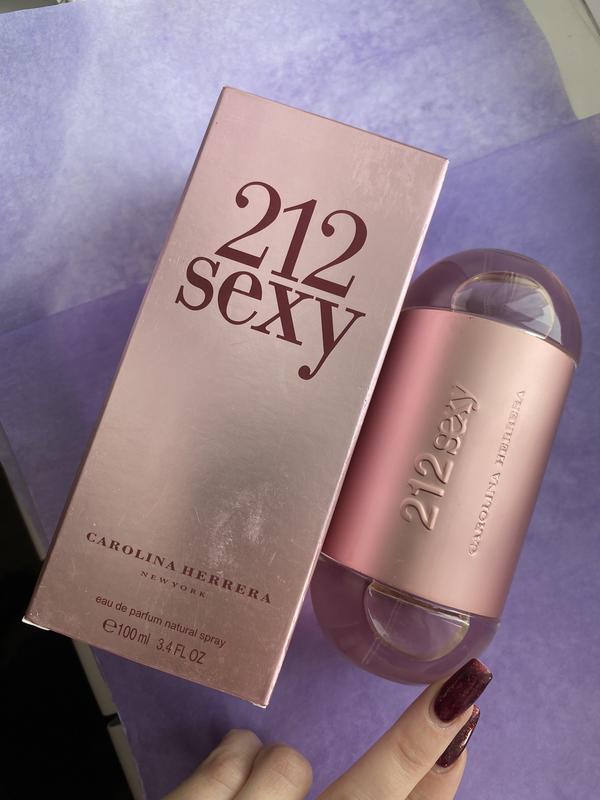 212
sexy
CAROLINA HERRERA
NEW YORK
eau de parfum natural spray
℮100 ml 3.4 FL OZ
212 sexy
CAROLINA HERRERA